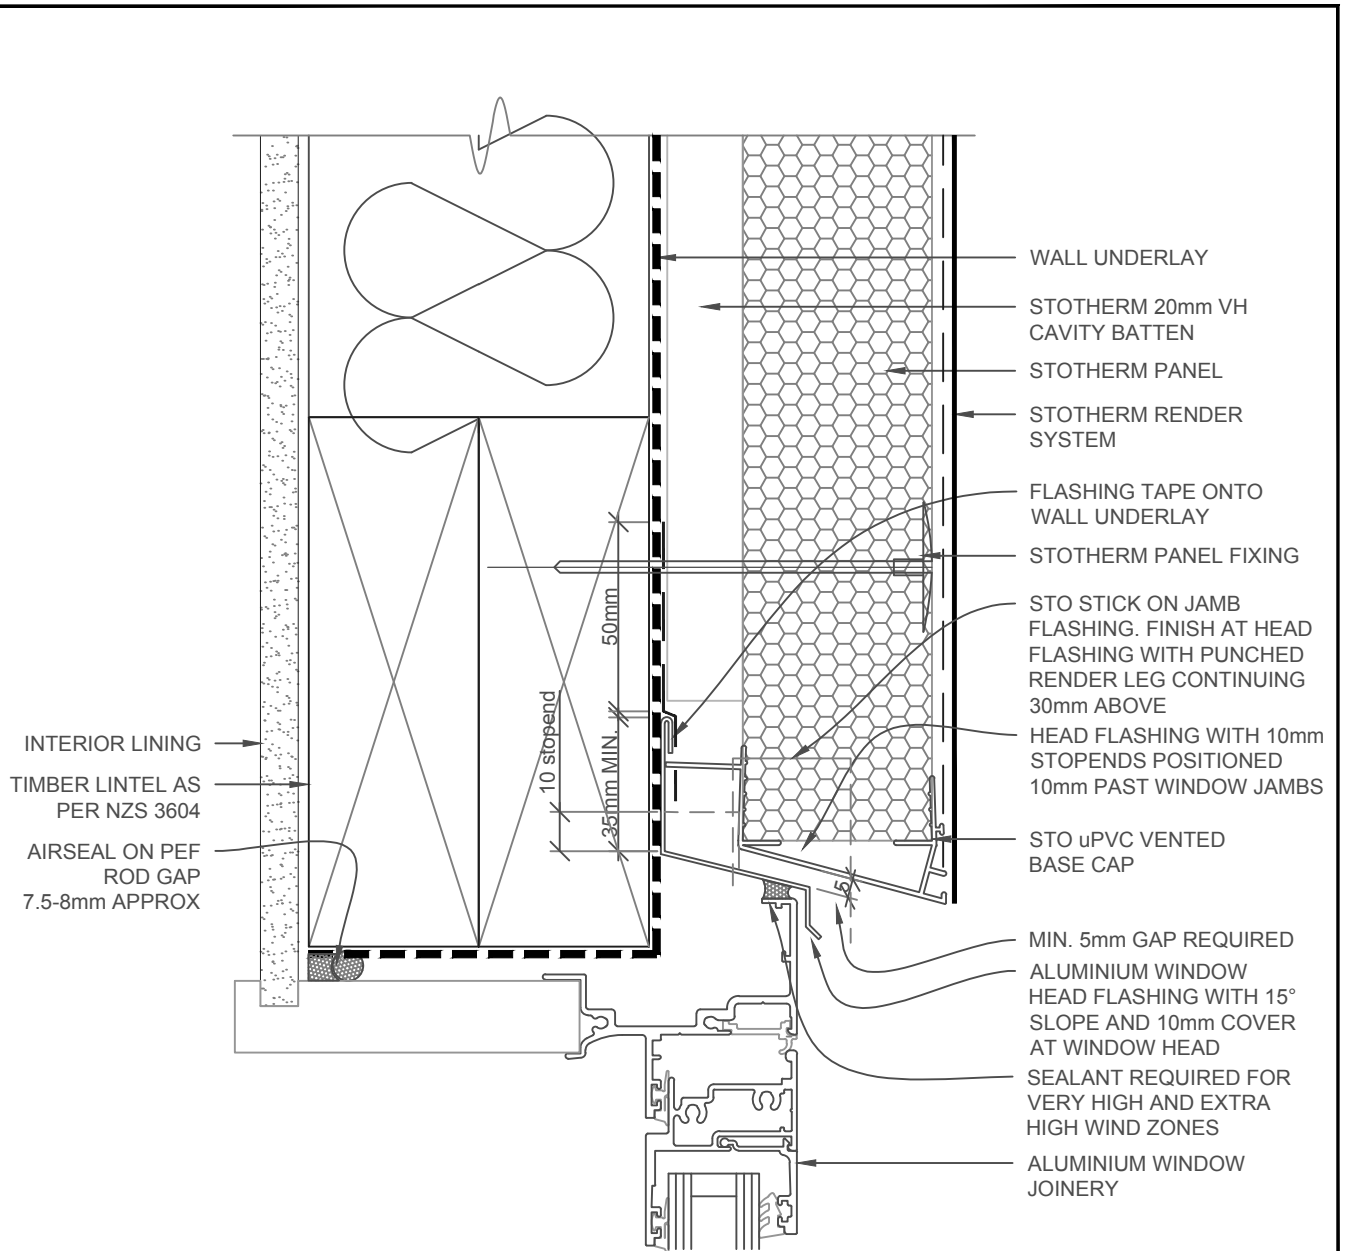 WALL UNDERLAY
STOTHERM 20mm VH
CAVITY BATTEN
STOTHERM PANEL
STOTHERM RENDER
SYSTEM
FLASHING TAPE ONTO
WALL UNDERLAY
STOTHERM PANEL FIXING
STO STICK ON JAMB
FLASHING. FINISH AT HEAD
FLASHING WITH PUNCHED
RENDER LEG CONTINUING
30mm ABOVE
HEAD FLASHING WITH 10mm
STOPENDS POSITIONED
10mm PAST WINDOW JAMBS
STO uPVC VENTED
BASE CAP
MIN. 5mm GAP REQUIRED
ALUMINIUM WINDOW
HEAD FLASHING WITH 15°
SLOPE AND 10mm COVER
AT WINDOW HEAD
SEALANT REQUIRED FOR
VERY HIGH AND EXTRA
HIGH WIND ZONES
ALUMINIUM WINDOW
JOINERY
50mm
10 stopend
35mm MIN.
5
INTERIOR LINING
TIMBER LINTEL AS
PER NZS 3604
AIRSEAL ON PEF
ROD GAP
7.5-8mm APPROX